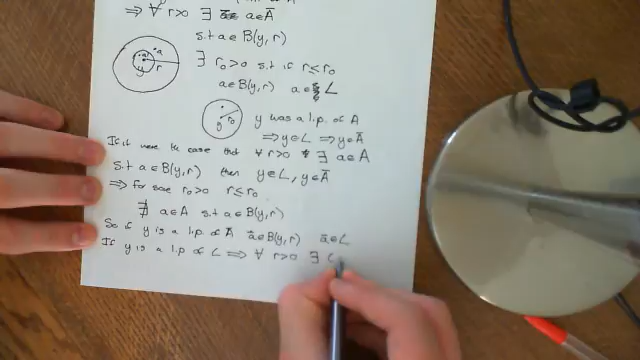 ⇒ ∀ r>0 ∃ a∈Ā
s.t a∈B(y,r)
a
r
y
∃ r₀>0 s.t if r≤r₀
a∈B(y,r) a∈L
y r₀
y was a l.p. of A
⇒y∈L ⇒y∈Ā
If it were the case that ∀ r>0 ∃ a∈A
s.t a∈B(y,r) then y∈L, y∈Ā
⇒ for some r₀>0 r≤r₀
∄ a∈A s.t a∈B(y,r)
So if y is a l.p. of Ā ā∈B(y,r) ā∈L
If y is a l.p of L ⟹ ∀ r>0 ∃